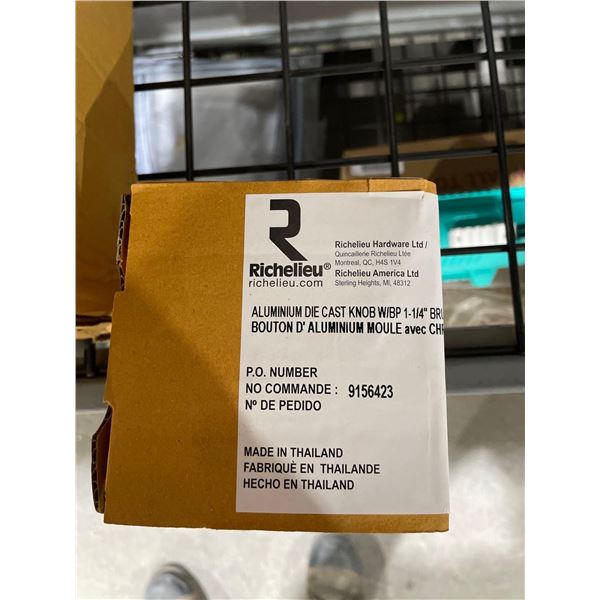 R
Richelieu®
richelieu.com
Richelieu Hardware Ltd /
Quincaillerie Richelieu Ltée
Montreal, QC, H4S 1V4
Richelieu America Ltd
Sterling Heights, MI, 48312
ALUMINIUM DIE CAST KNOB W/BP 1-1/4" BRU
BOUTON D' ALUMINIUM MOULE avec CHR
P.O. NUMBER
NO COMMANDE : 9156423
Nº DE PEDIDO
MADE IN THAILAND
FABRIQUÈ EN THAILANDE
HECHO EN THAILAND